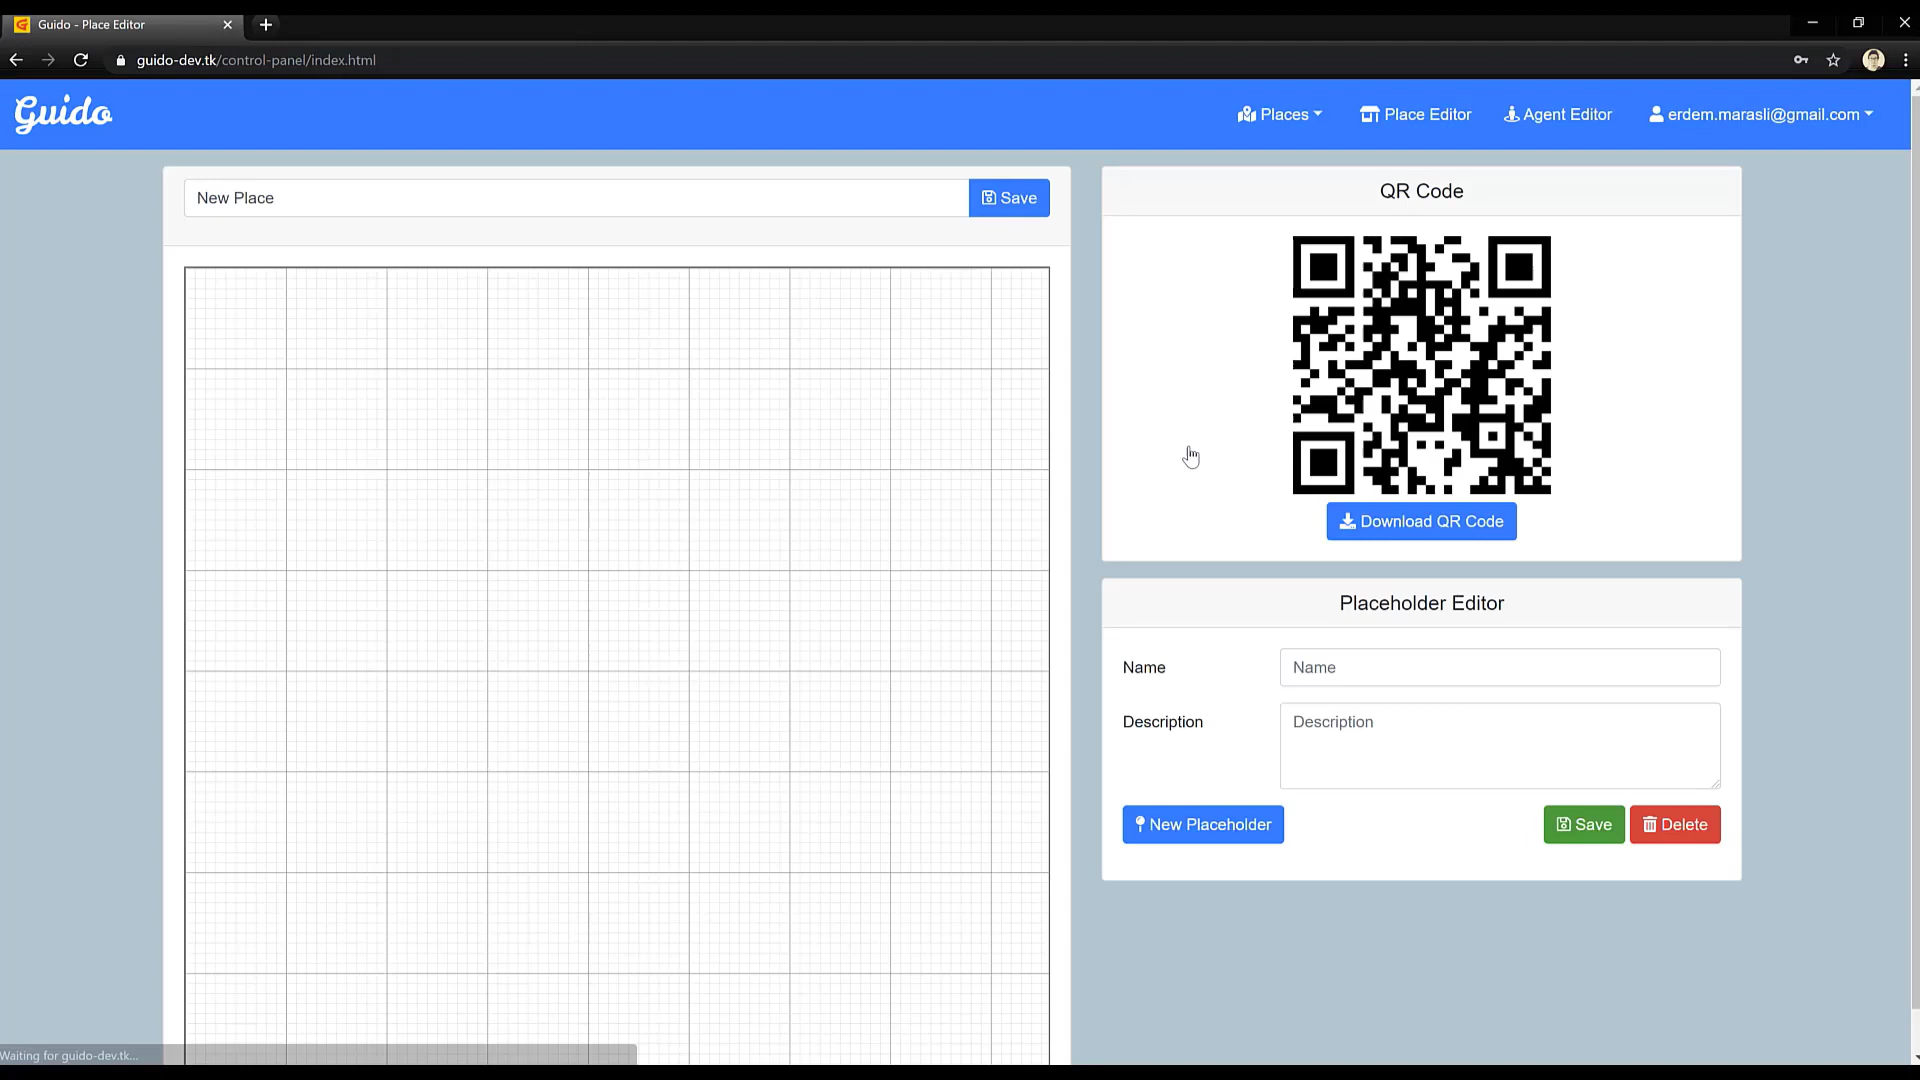 Guido - Place Editor
guido-dev.tk/control-panel/index.html
Guido
Places
Place Editor
Agent Editor
erdem.marasli@gmail.com
New Place
Save
QR Code
Download QR Code
Placeholder Editor
Name
Name
Description
Description
New Placeholder
Save
Delete
Waiting for guido-dev.tk...